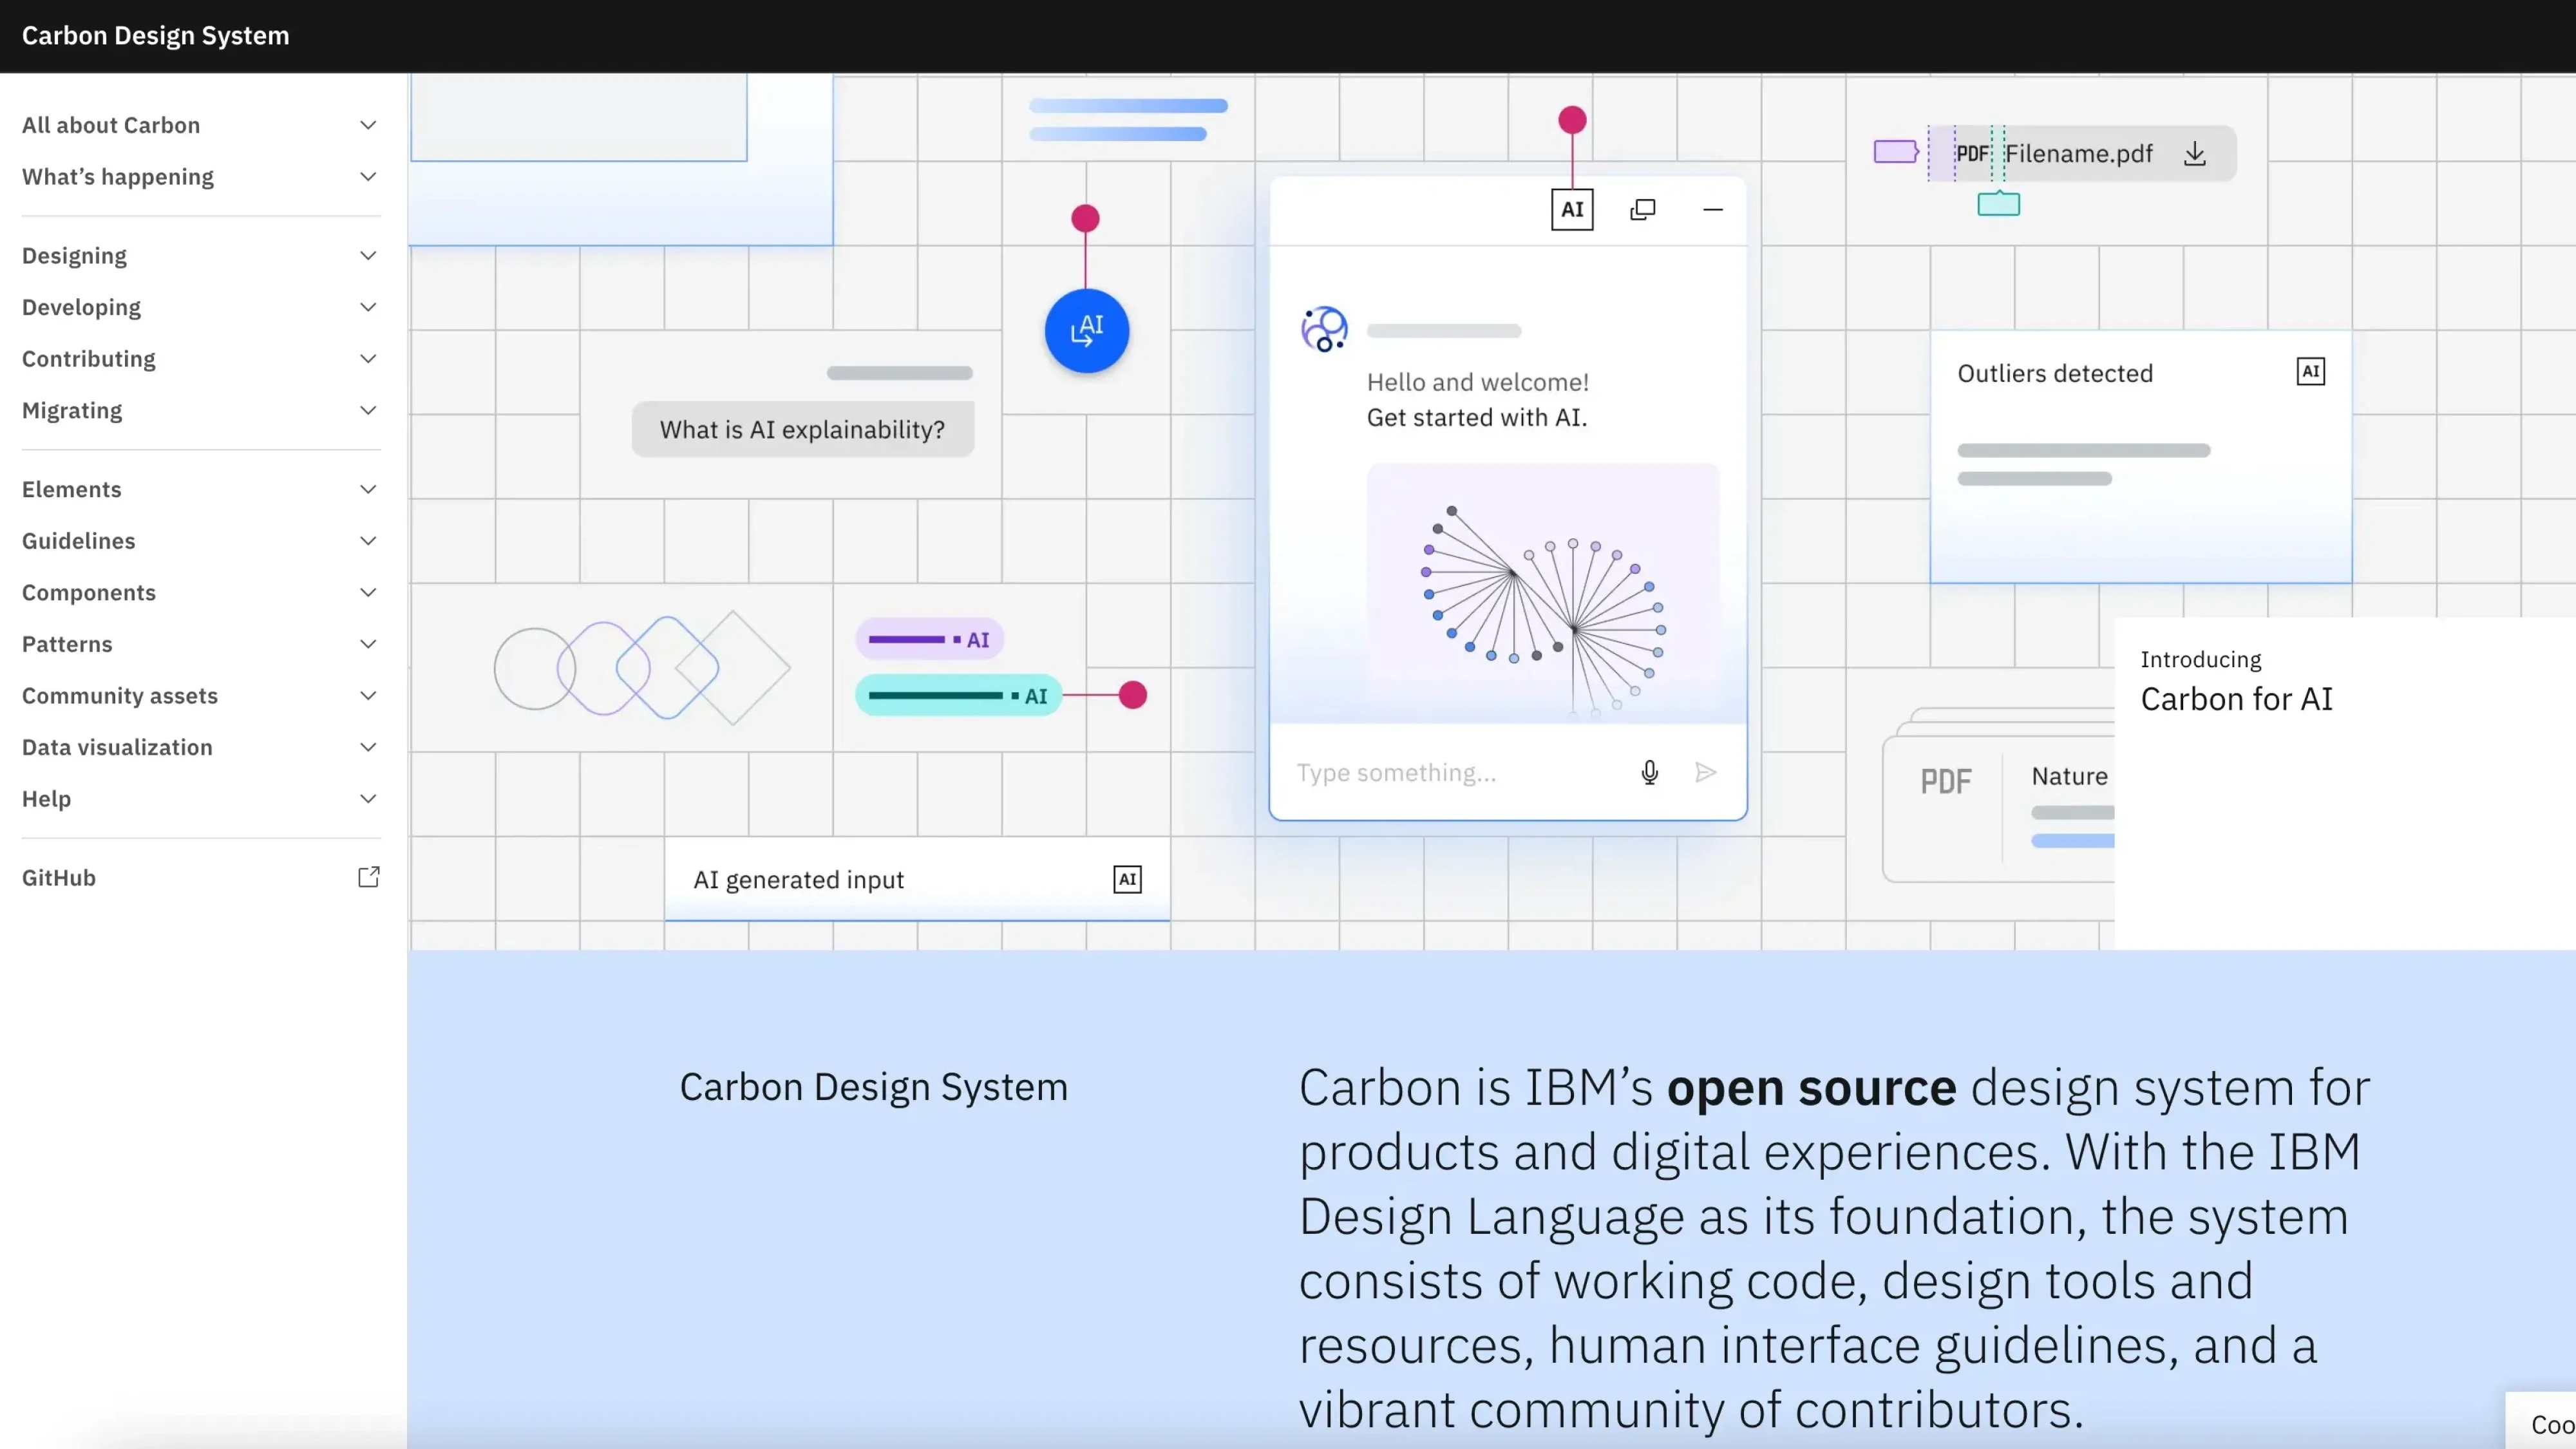 Carbon Design System
All about Carbon
What’s happening
Designing
Developing
Contributing
Migrating
Elements
Guidelines
Components
Patterns
Community assets
Data visualization
Help
GitHub
PDF
Filename.pdf
AI
AI
Hello and welcome!
Get started with AI.
What is AI explainability?
Outliers detected
AI
AI
AI
Introducing
Carbon for AI
Type something...
PDF
Nature
AI generated input
AI
Carbon Design System
Carbon is IBM’s open source design system for
products and digital experiences. With the IBM
Design Language as its foundation, the system
consists of working code, design tools and
resources, human interface guidelines, and a
vibrant community of contributors.